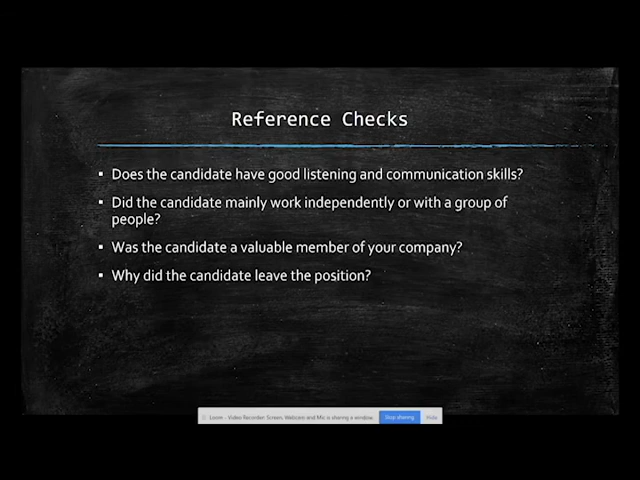 Reference Checks
▪ Does the candidate have good listening and communication skills?
▪ Did the candidate mainly work independently or with a group of
people?
▪ Was the candidate a valuable member of your company?
▪ Why did the candidate leave the position?
Loom – Video Recorder: Screen, Webcam and Mic is sharing a window. Stop sharing Hide